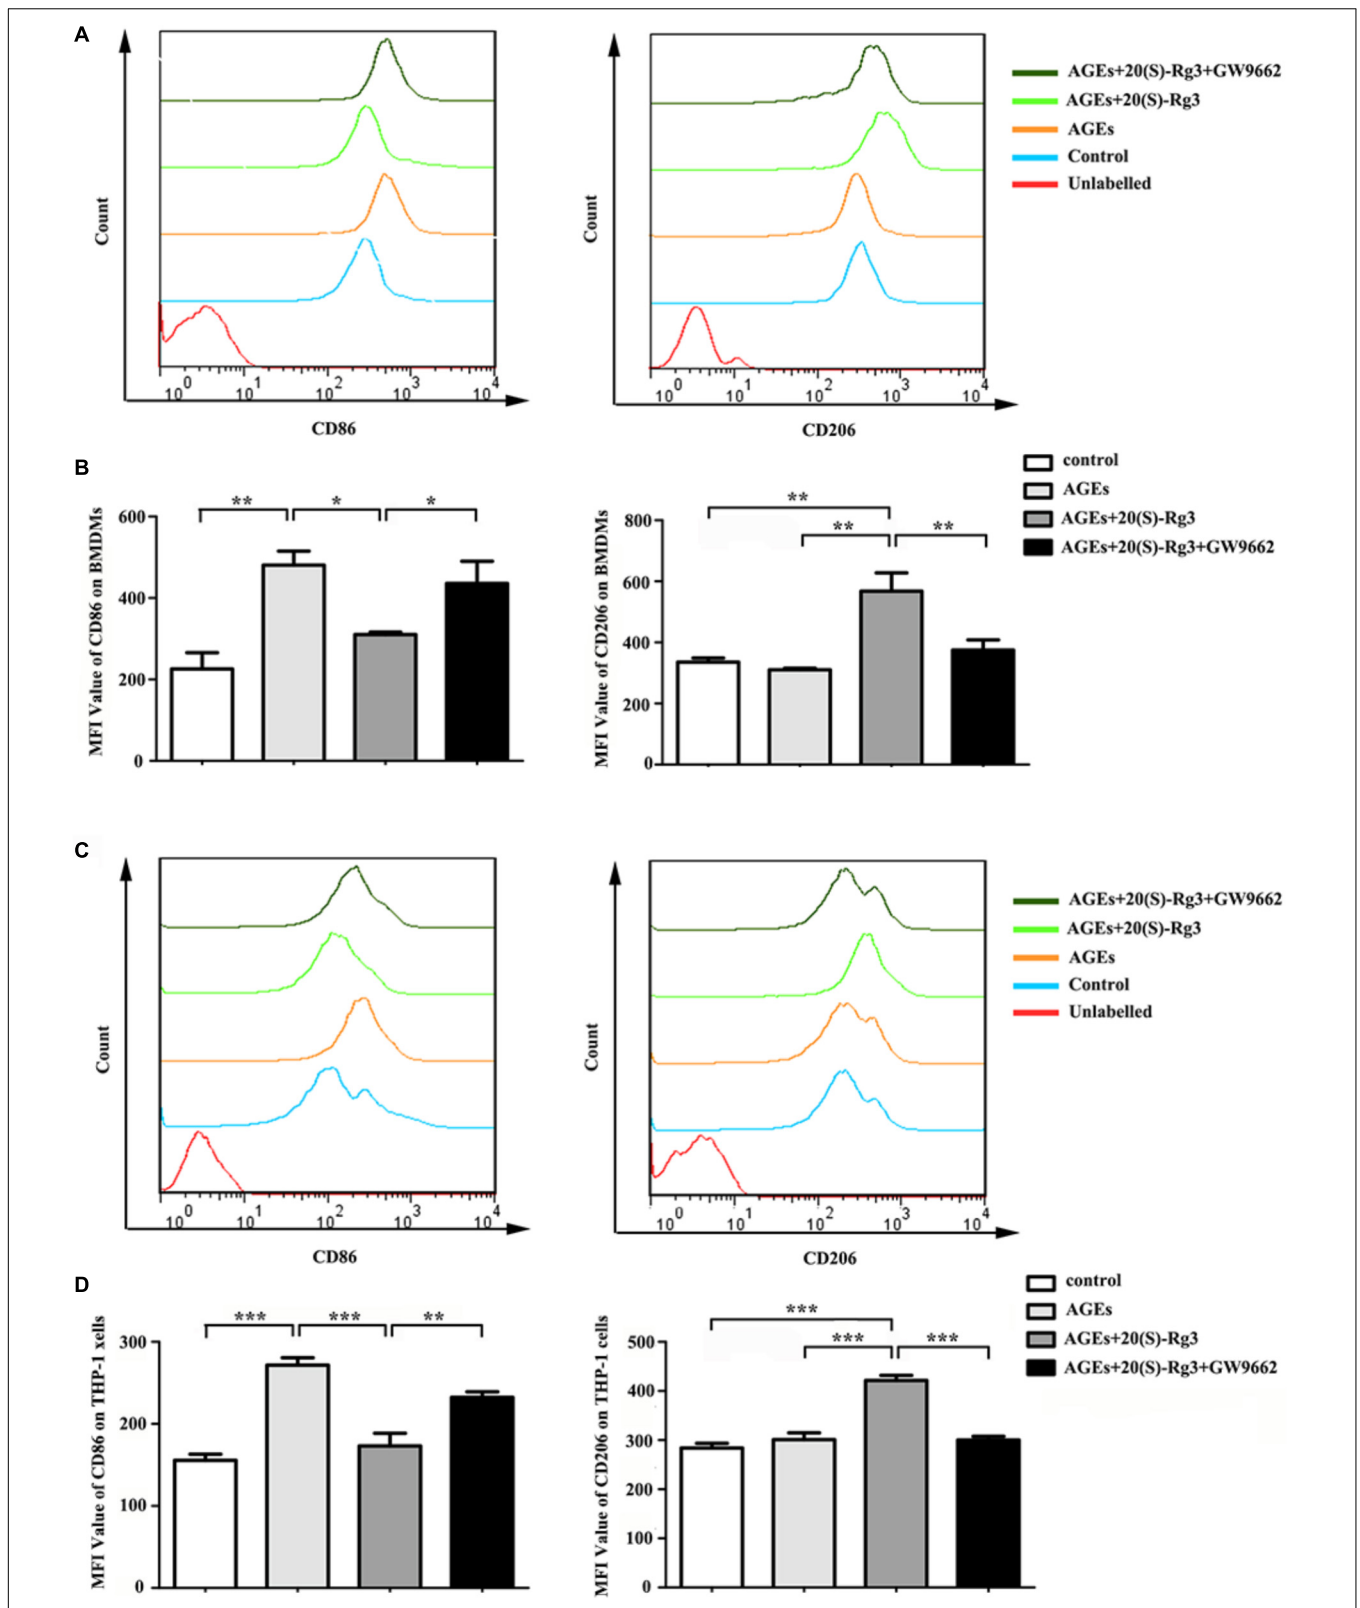 A
AGEs+20(S)-Rg3+GW9662
AGEs+20(S)-Rg3
AGEs
Control
Unlabelled
Count
10^0 10^1 10^2 10^3 10^4
CD86
Count
10^0 10^1 10^2 10^3 10^4
CD206
B
control
AGEs
AGEs+20(S)-Rg3
AGEs+20(S)-Rg3+GW9662
MFI Value of CD86 on BMDMs
600
400
200
0
** * *
MFI Value of CD206 on BMDMs
800
600
400
200
0
**
** **
C
AGEs+20(S)-Rg3+GW9662
AGEs+20(S)-Rg3
AGEs
Control
Unlabelled
Count
10^0 10^1 10^2 10^3 10^4
CD86
Count
10^0 10^1 10^2 10^3 10^4
CD206
D
control
AGEs
AGEs+20(S)-Rg3
AGEs+20(S)-Rg3+GW9662
MFI Value of CD86 on THP-1 xells
300
200
100
0
*** *** **
MFI Value of CD206 on THP-1 cells
500
400
300
200
100
0
***
*** ***